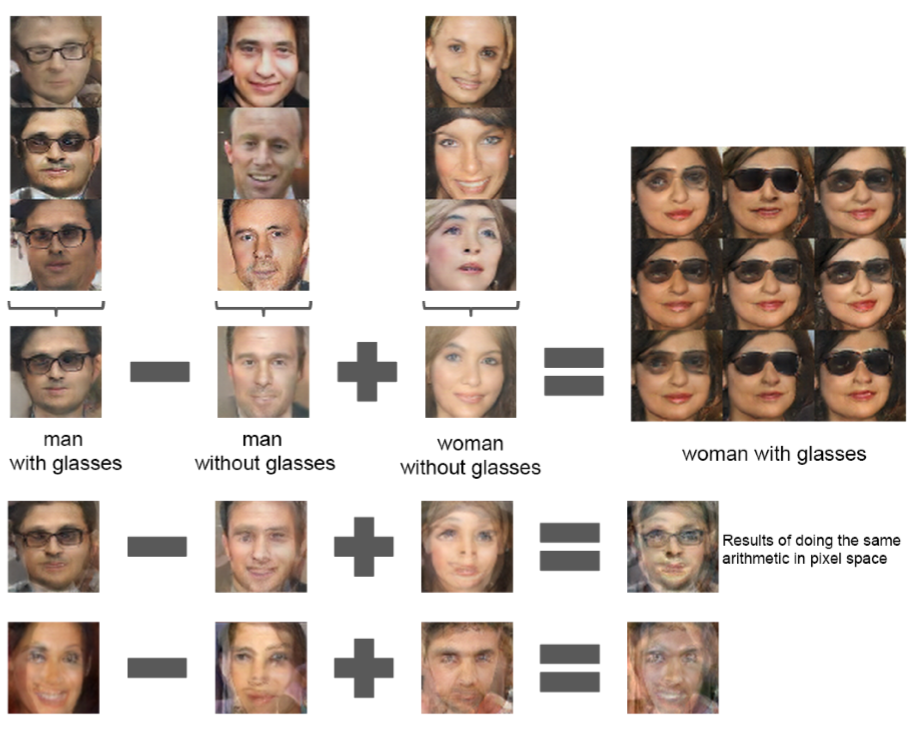 man
with glasses
man
without glasses
woman
without glasses
woman with glasses
Results of doing the same
arithmetic in pixel space